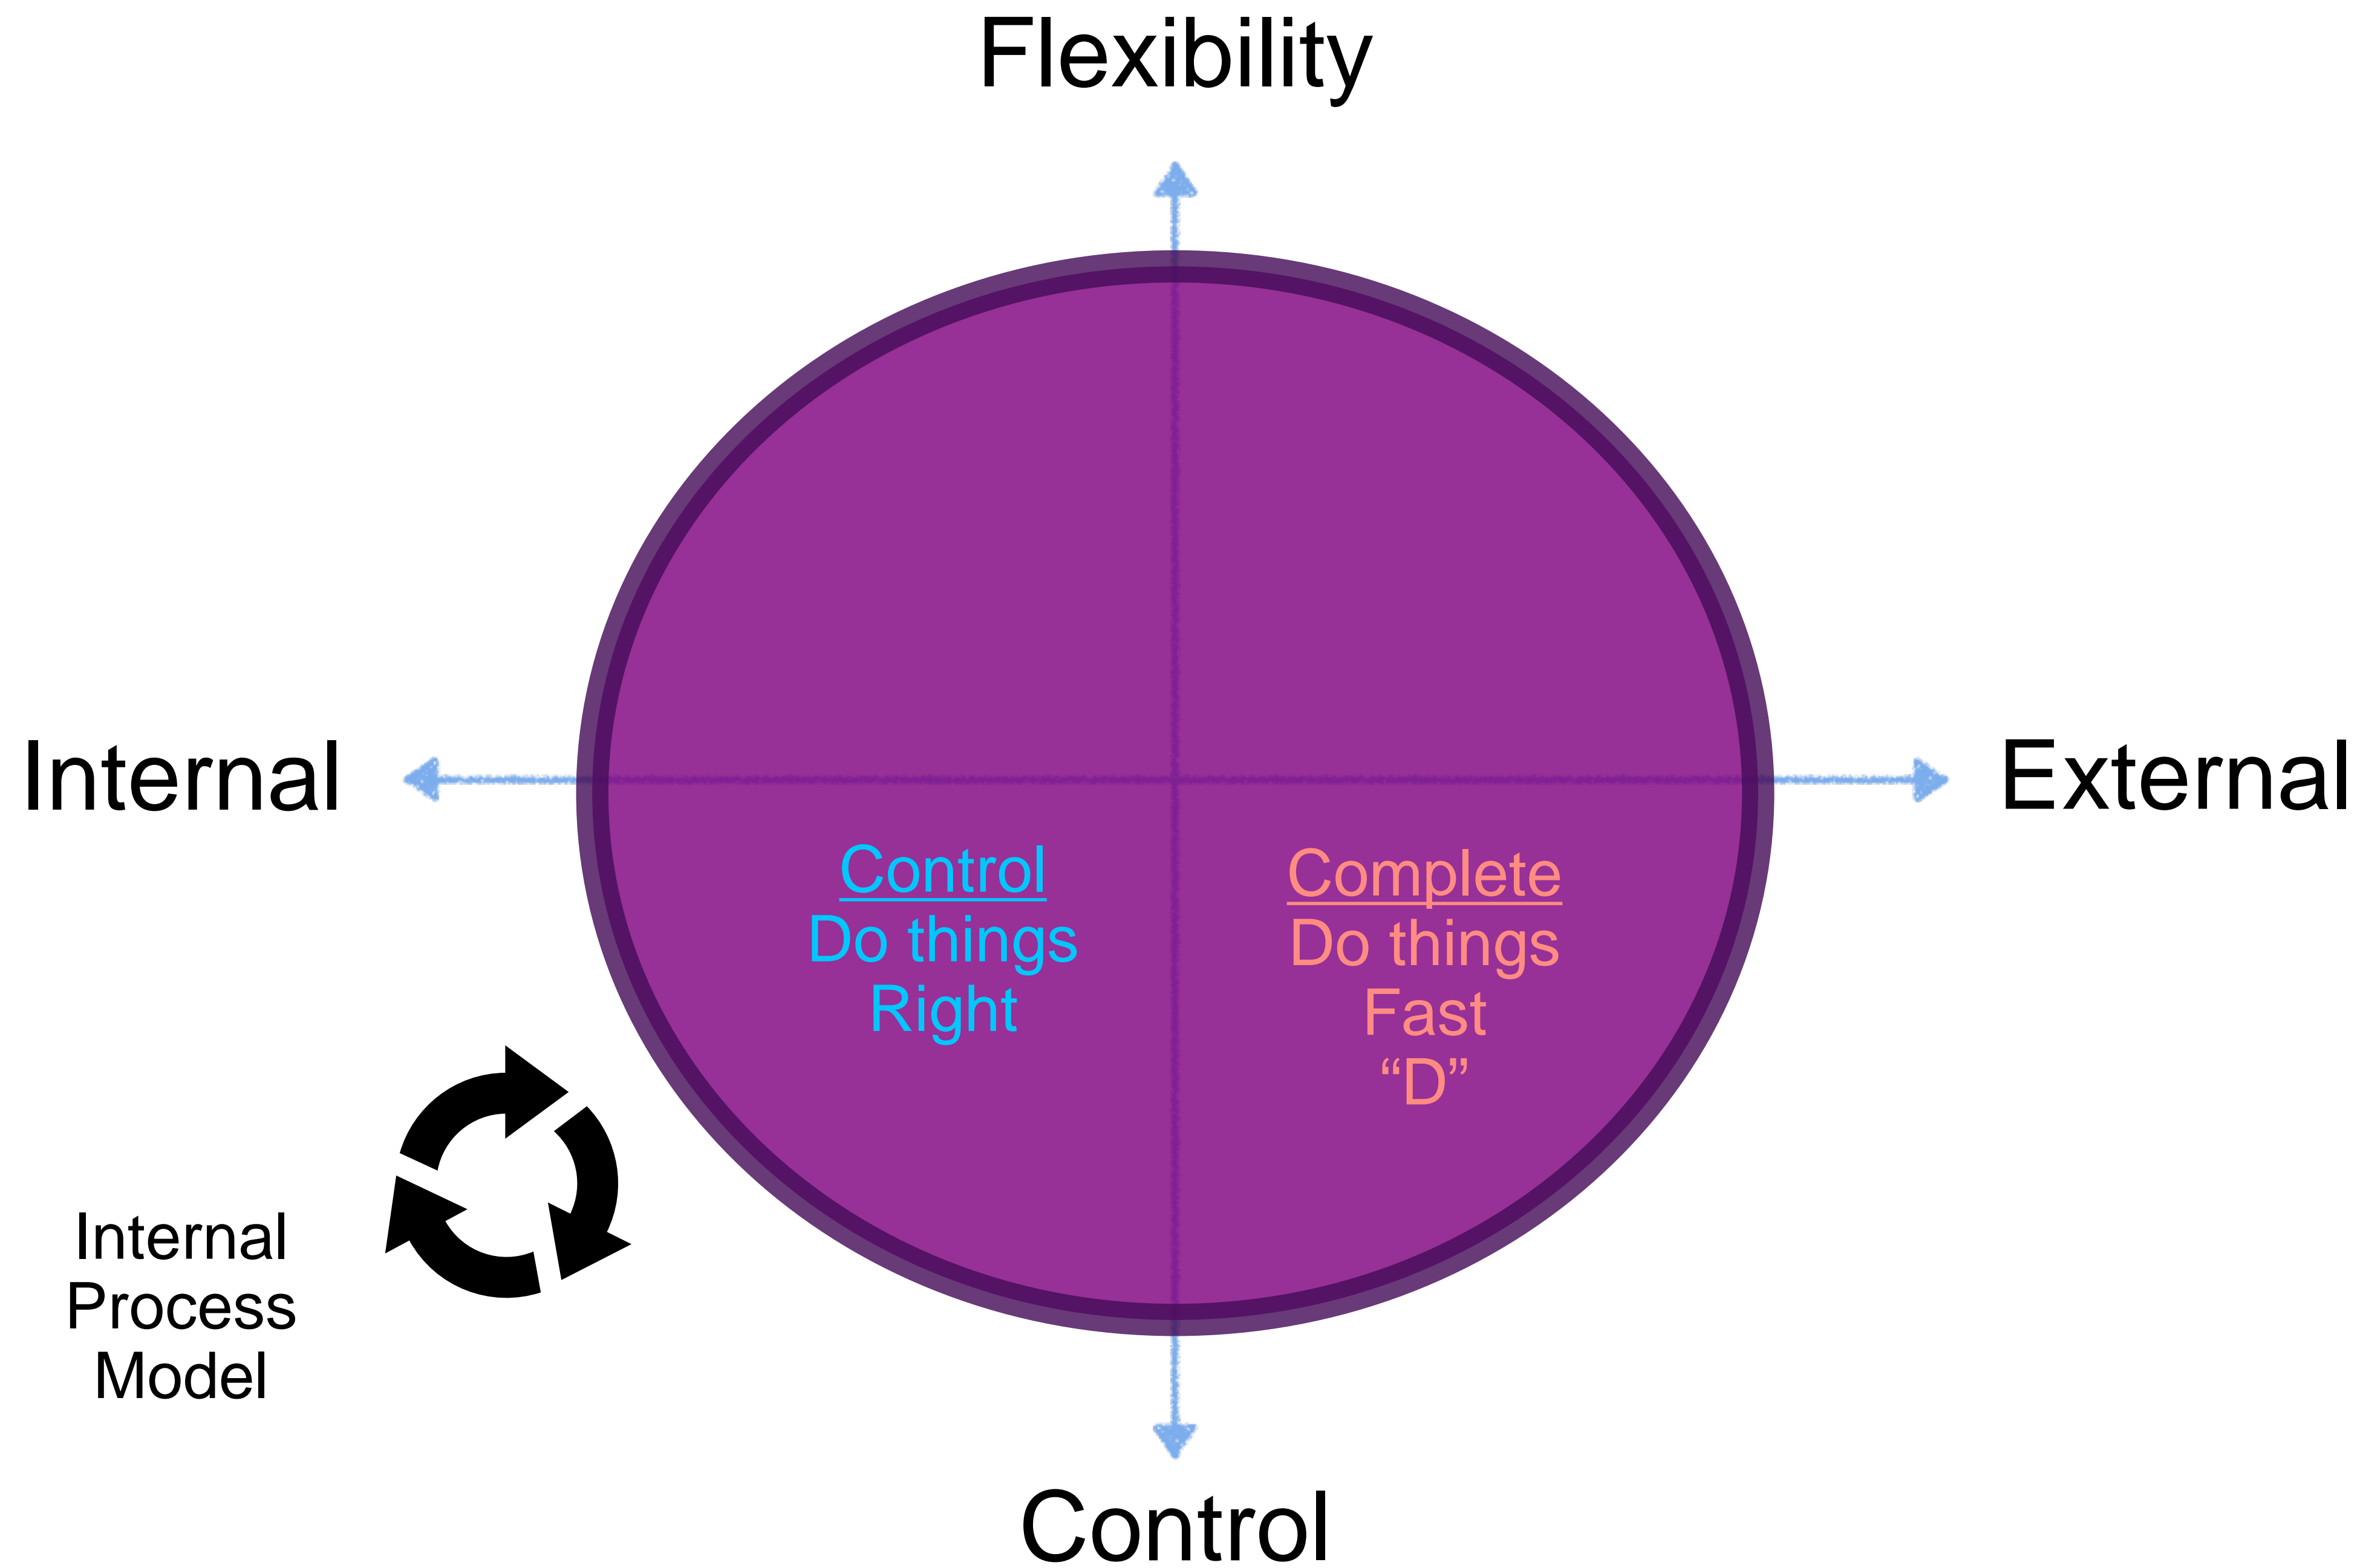 Flexibility
Internal
External
Control
Do things
Right
Complete
Do things
Fast
“D”
Internal
Process
Model
Control